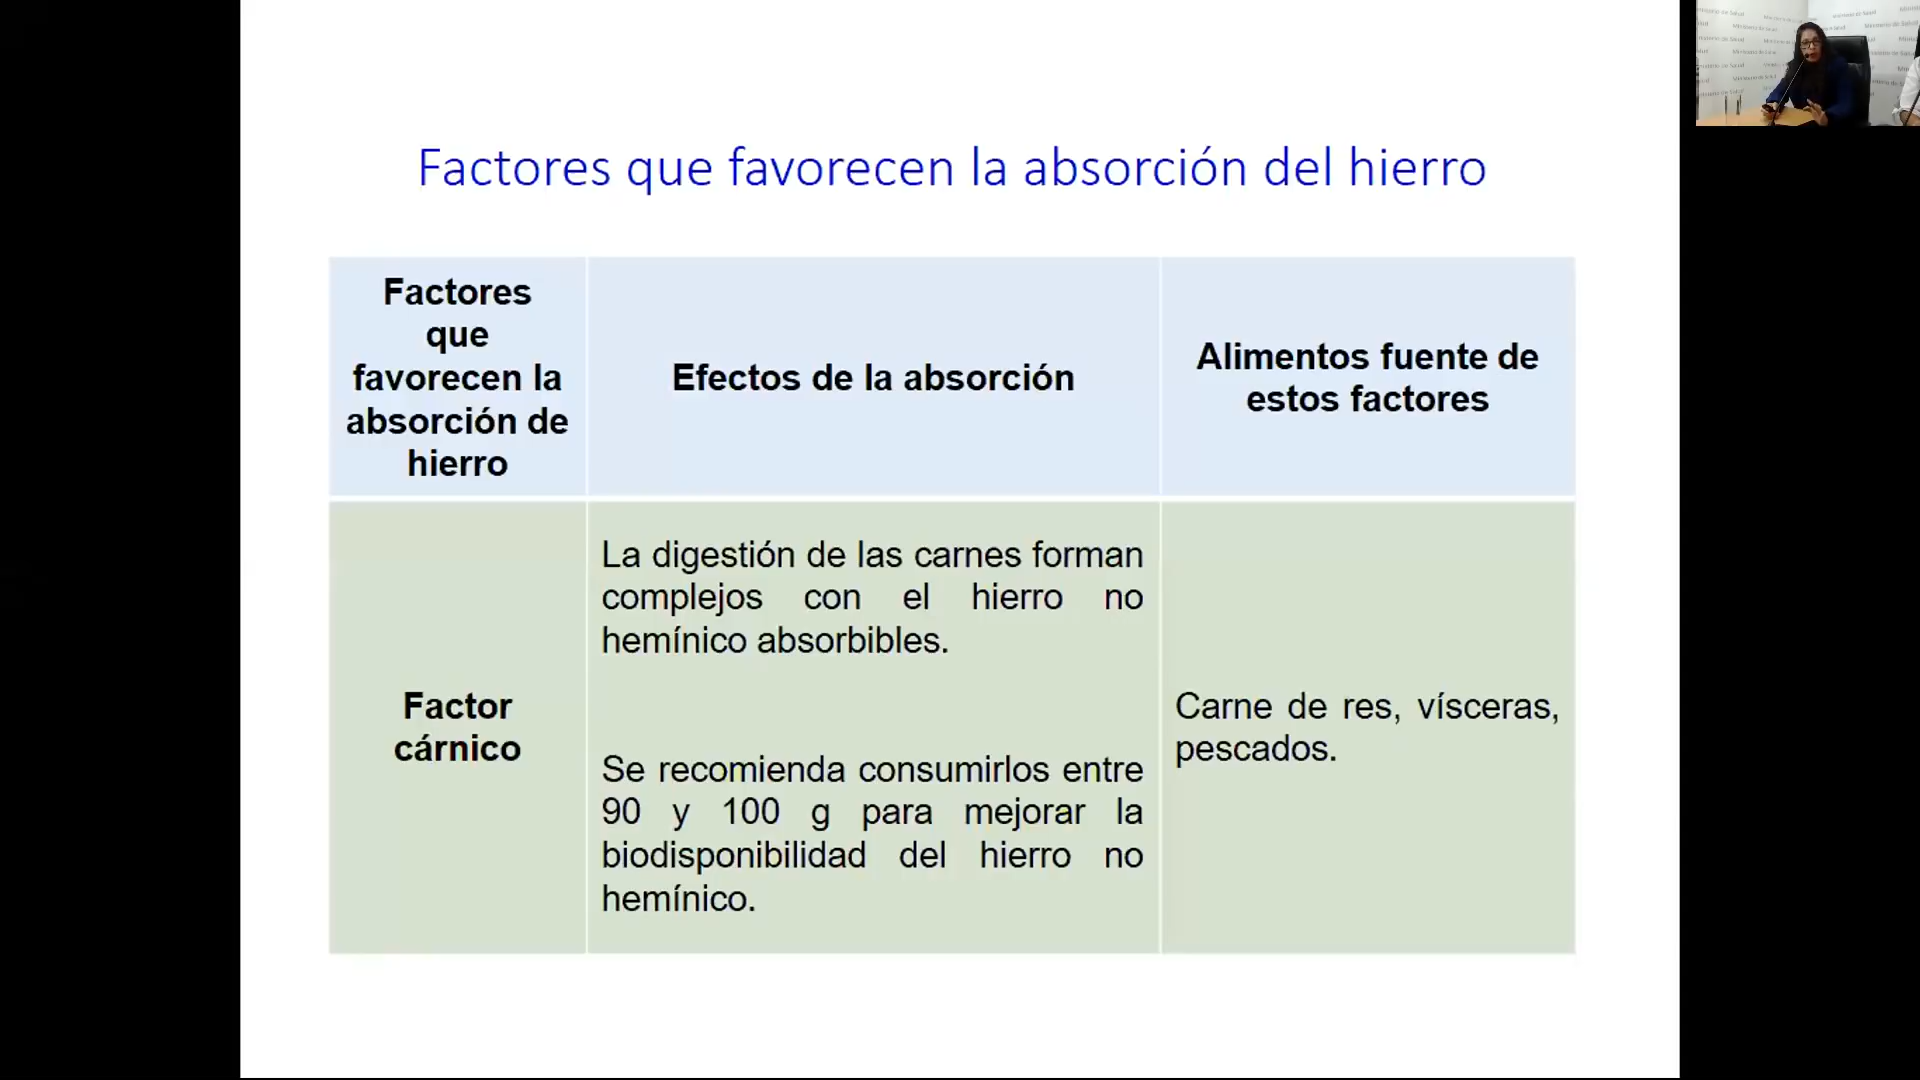 Factores que favorecen la absorción del hierro
Factores
que
favorecen la
absorción de
hierro
Efectos de la absorción
Alimentos fuente de
estos factores
Factor
cárnico
La digestión de las carnes forman
complejos con el hierro no
hemínico absorbibles.
Se recomienda consumirlos entre
90 y 100 g para mejorar la
biodisponibilidad del hierro no
hemínico.
Carne de res, vísceras,
pescados.
Ministerio de Salud